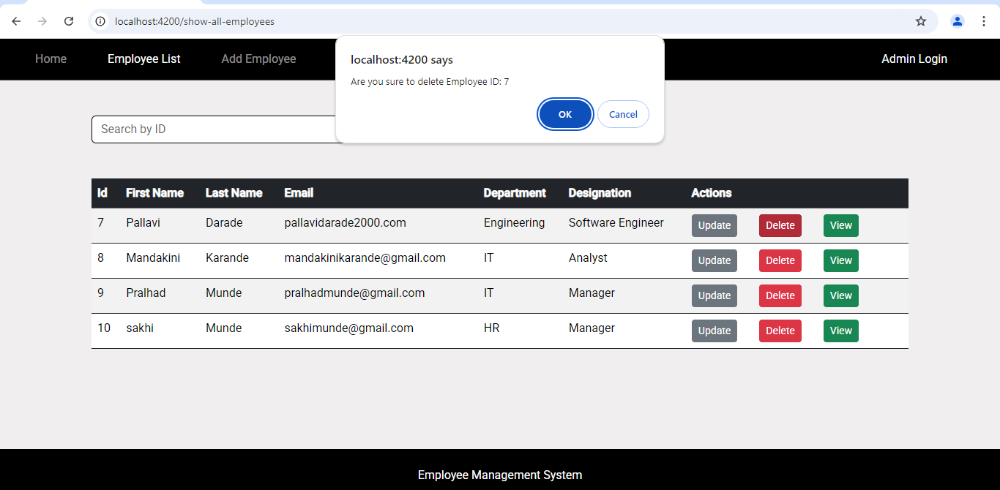 localhost:4200/show-all-employees
Home Employee List Add Employee Admin Login
localhost:4200 says
Are you sure to delete Employee ID: 7
OK Cancel
Search by ID
Id First Name Last Name Email Department Designation Actions
7 Pallavi Darade pallavidarade2000.com Engineering Software Engineer Update Delete View
8 Mandakini Karande mandakinikarande@gmail.com IT Analyst Update Delete View
9 Pralhad Munde pralhadmunde@gmail.com IT Manager Update Delete View
10 sakhi Munde sakhimunde@gmail.com HR Manager Update Delete View
Employee Management System